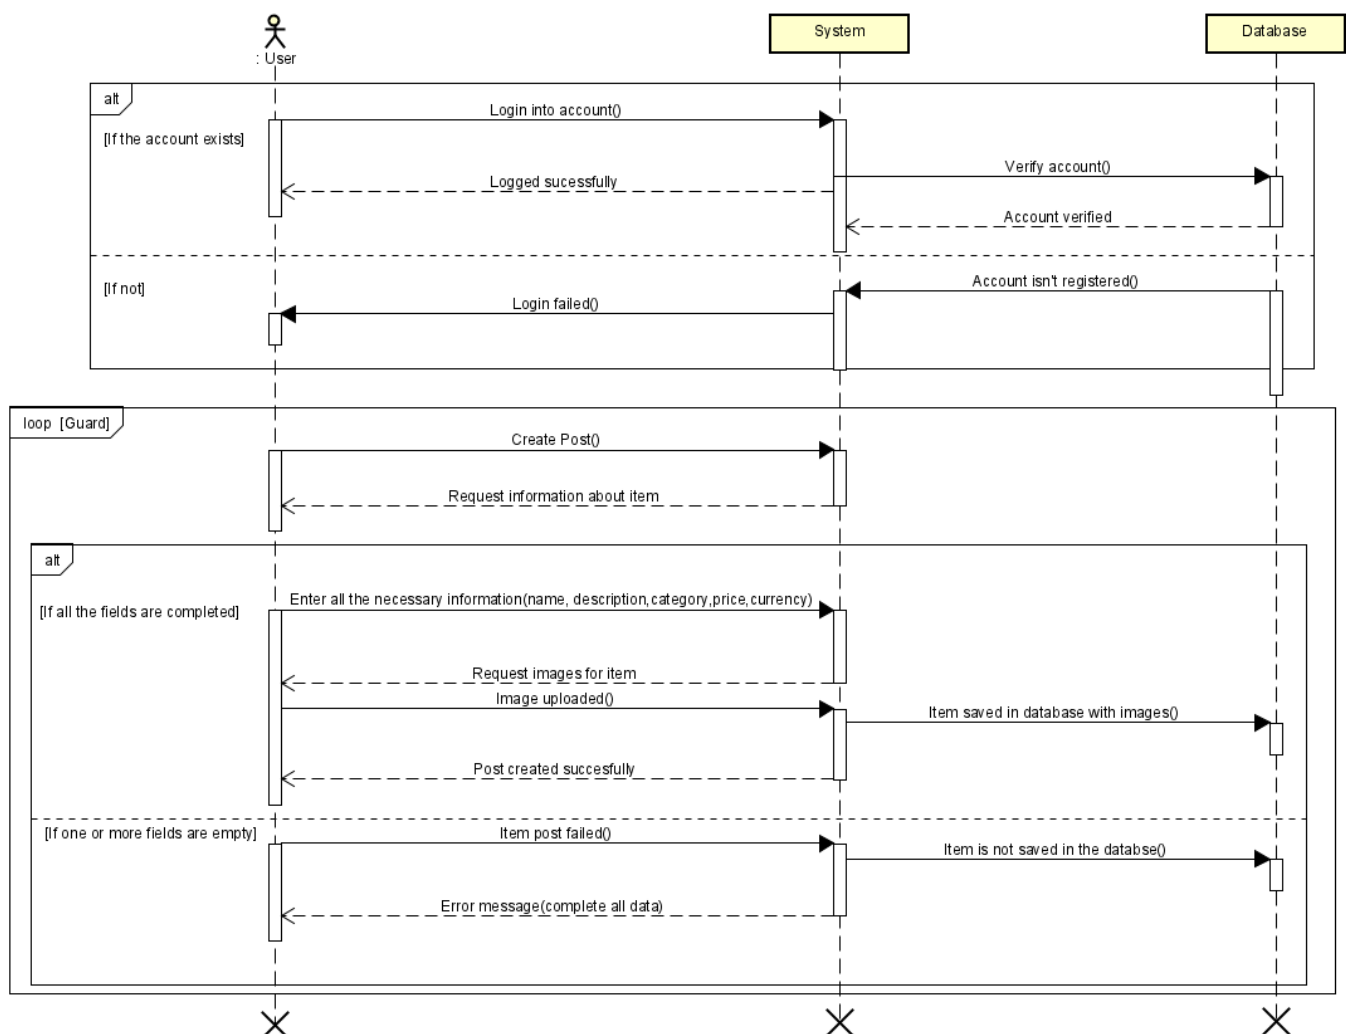 : User
System
Database
alt
Login into account()
[If the account exists]
Verify account()
Logged sucessfully
Account verified
[If not]
Account isn't registered()
Login failed()
loop [Guard]
Create Post()
Request information about item
alt
[If all the fields are completed]
Enter all the necessary information(name, description,category,price,currency)
Request images for item
Image uploaded()
Item saved in database with images()
Post created succesfully
[If one or more fields are empty]
Item post failed()
Item is not saved in the databse()
Error message(complete all data)